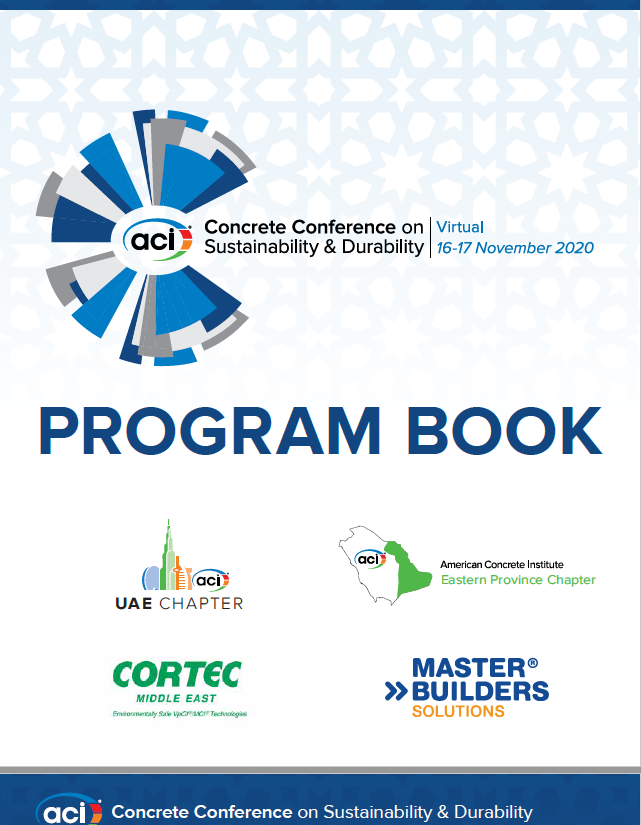 aci
Concrete Conference on
Sustainability & Durability
Virtual
16-17 November 2020
PROGRAM BOOK
aci
UAE CHAPTER
aci
American Concrete Institute
Eastern Province Chapter
CORTEC
MIDDLE EAST
Environmentally Safe VpCI®/MCI® Technologies
MASTER®
BUILDERS
SOLUTIONS
aci
Concrete Conference on Sustainability & Durability